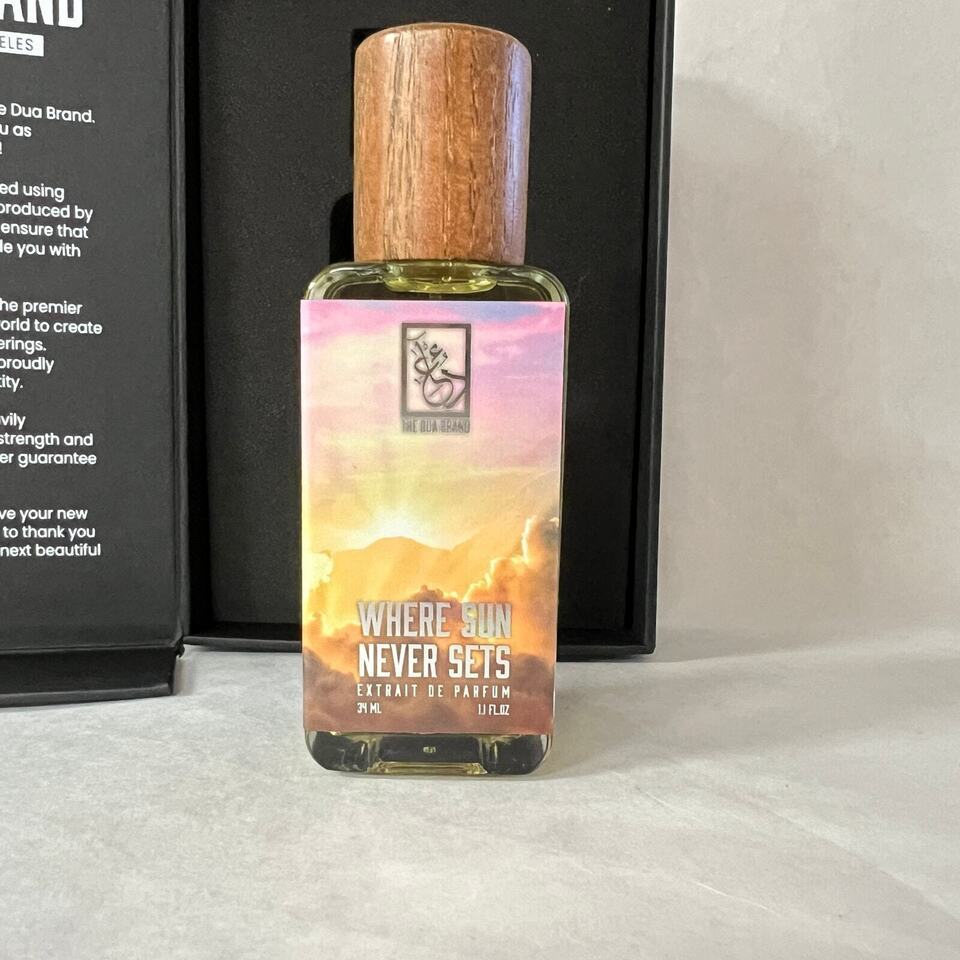 AND
ELES
e Dua Brand.
u as
!
ed using
produced by
ensure that
le you with
he premier
orld to create
erings.
proudly
ity.
vily
strength and
er guarantee
ve your new
to thank you
next beautiful
THE DUA BRAND
WHERE SUN
NEVER SETS
EXTRAIT DE PARFUM
34 ML 1.1 FL.OZ